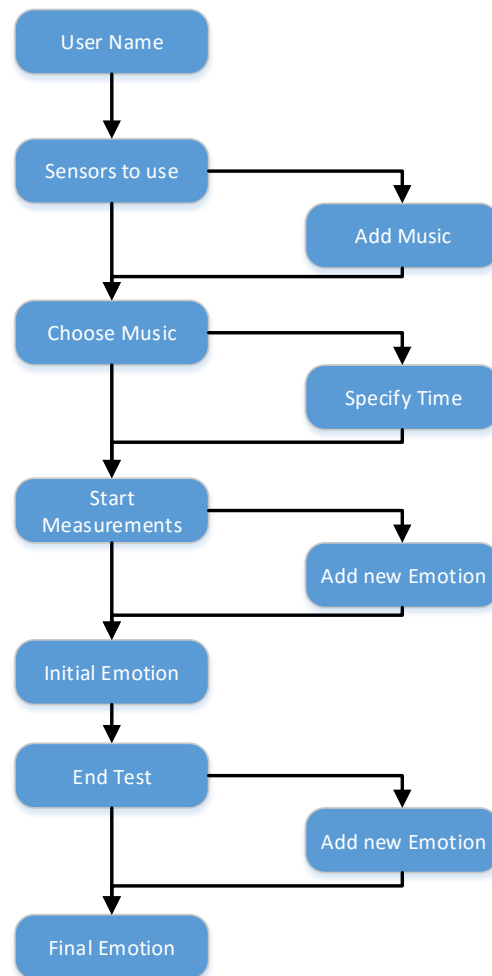 User Name
Sensors to use
Add Music
Choose Music
Specify Time
Start
Measurements
Add new Emotion
Initial Emotion
End Test
Add new Emotion
Final Emotion